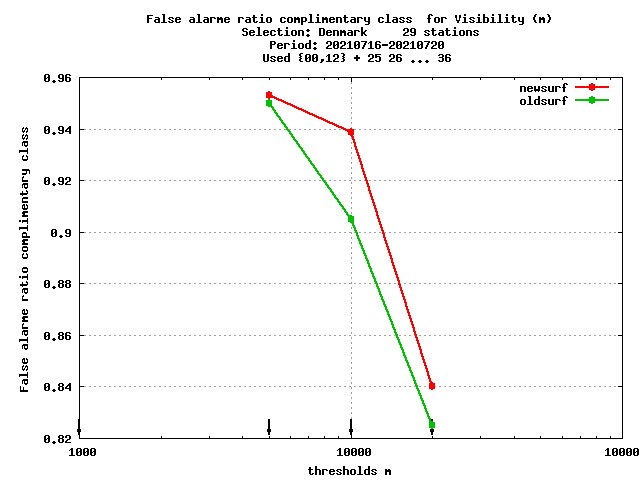 False alarme ratio complimentary class  for Visibility (m)
Selection: Denmark     29 stations
Period: 20210716-20210720
Used {00,12} + 25 26 ... 36
newsurf
oldsurf
False alarme ratio complimentary class
0.96
0.94
0.92
0.9
0.88
0.86
0.84
0.82
1000 10000 10000
thresholds m